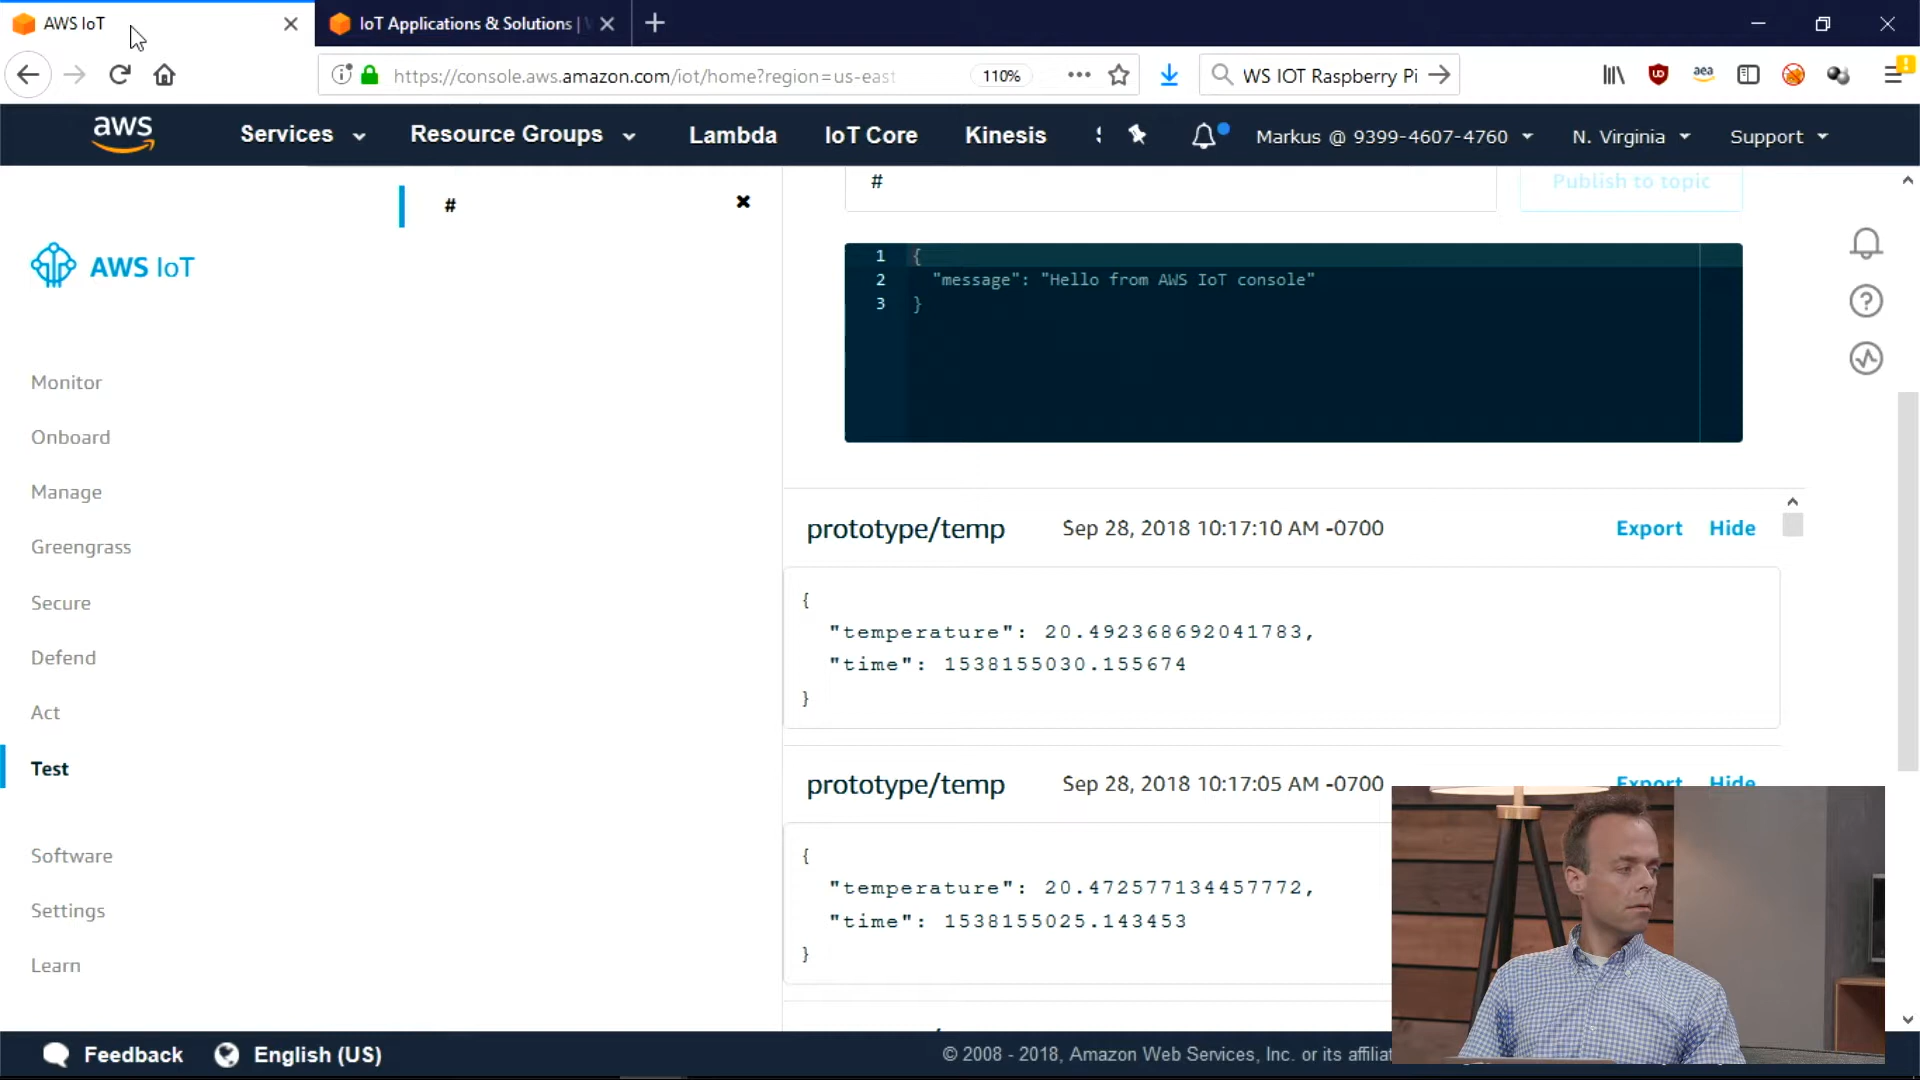 AWS IoT
IoT Applications & Solutions |
https://console.aws.amazon.com/iot/home?region=us-east
110%
WS IOT Raspberry Pi
aws
Services
Resource Groups
Lambda
IoT Core
Kinesis
Markus @ 9399-4607-4760
N. Virginia
Support
#
AWS IoT
Monitor
Onboard
Manage
Greengrass
Secure
Defend
Act
Test
Software
Settings
Learn
#
Publish to topic
1 {
2 "message": "Hello from AWS IoT console"
3 }
prototype/temp Sep 28, 2018 10:17:10 AM -0700 Export Hide
{
"temperature": 20.492368692041783,
"time": 1538155030.155674
}
prototype/temp Sep 28, 2018 10:17:05 AM -0700 Export Hide
{
"temperature": 20.472577134457772,
"time": 1538155025.143453
}
Feedback
English (US)
© 2008 - 2018, Amazon Web Services, Inc. or its affilia